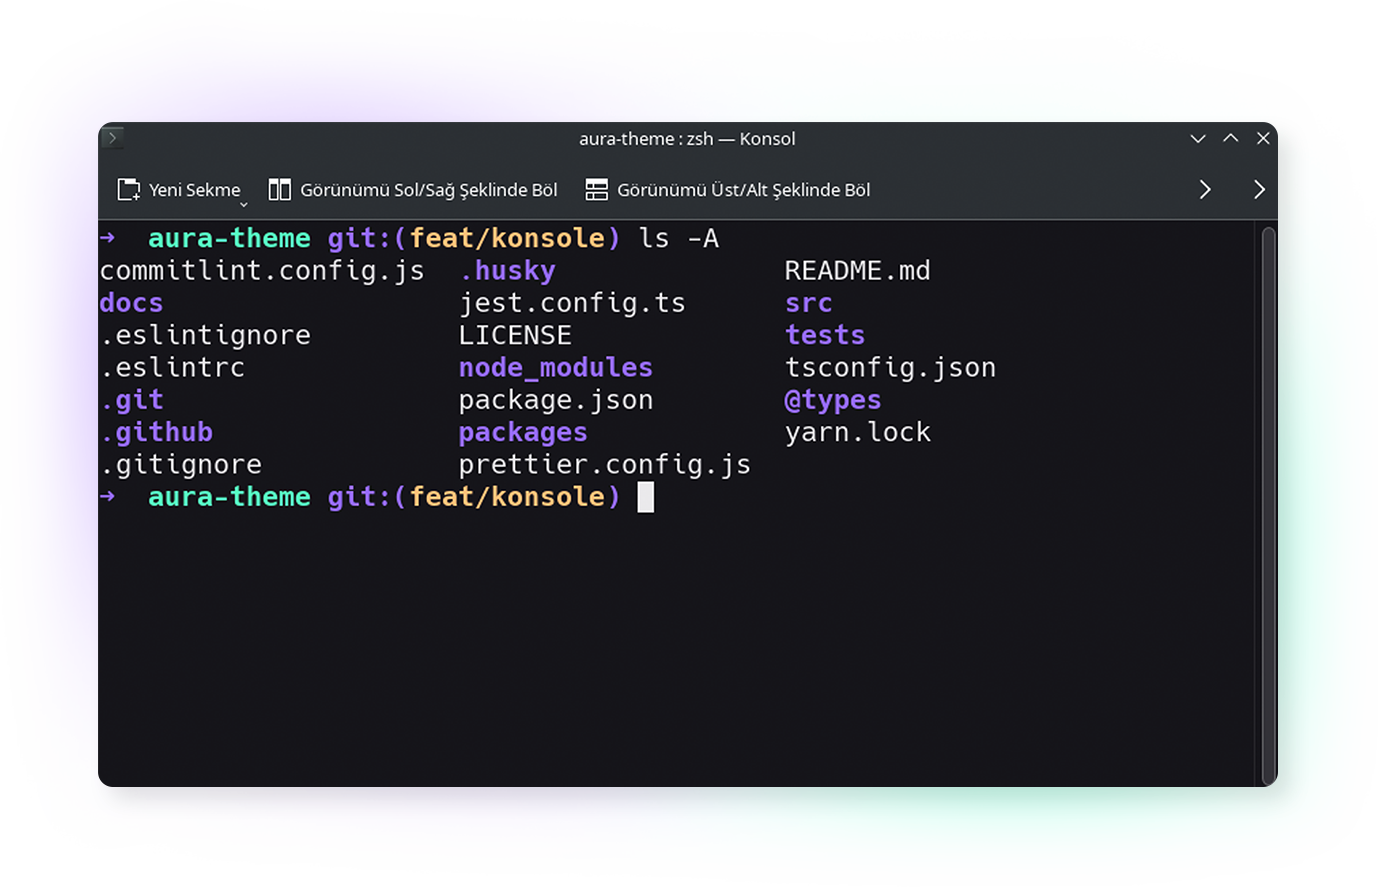 aura-theme : zsh — Konsol
Yeni Sekme Görünümü Sol/Sağ Şeklinde Böl Görünümü Üst/Alt Şeklinde Böl
➜  aura-theme git:(feat/konsole) ls -A
commitlint.config.js  .husky              README.md
docs                  jest.config.ts      src
.eslintignore         LICENSE             tests
.eslintrc             node_modules        tsconfig.json
.git                  package.json        @types
.github               packages            yarn.lock
.gitignore            prettier.config.js
➜  aura-theme git:(feat/konsole)